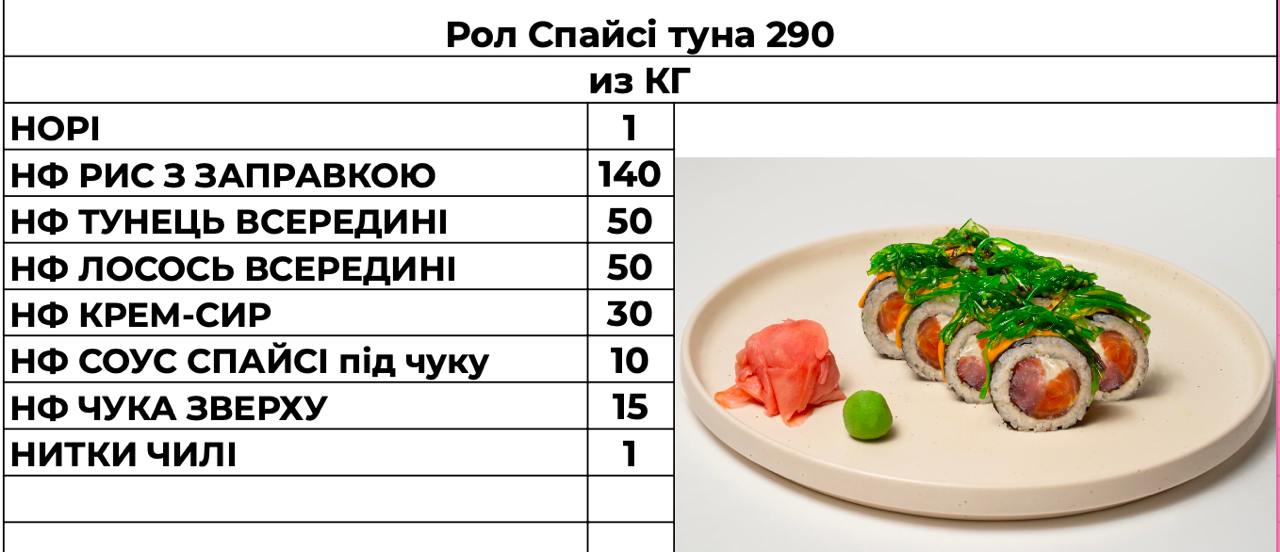 Рол Спайсі туна 290
из КГ
НОРІ 1
НФ РИС З ЗАПРАВКОЮ 140
НФ ТУНЕЦЬ ВСЕРЕДИНІ 50
НФ ЛОСОСЬ ВСЕРЕДИНІ 50
НФ КРЕМ-СИР 30
НФ СОУС СПАЙСІ під чуку 10
НФ ЧУКА ЗВЕРХУ 15
НИТКИ ЧИЛІ 1